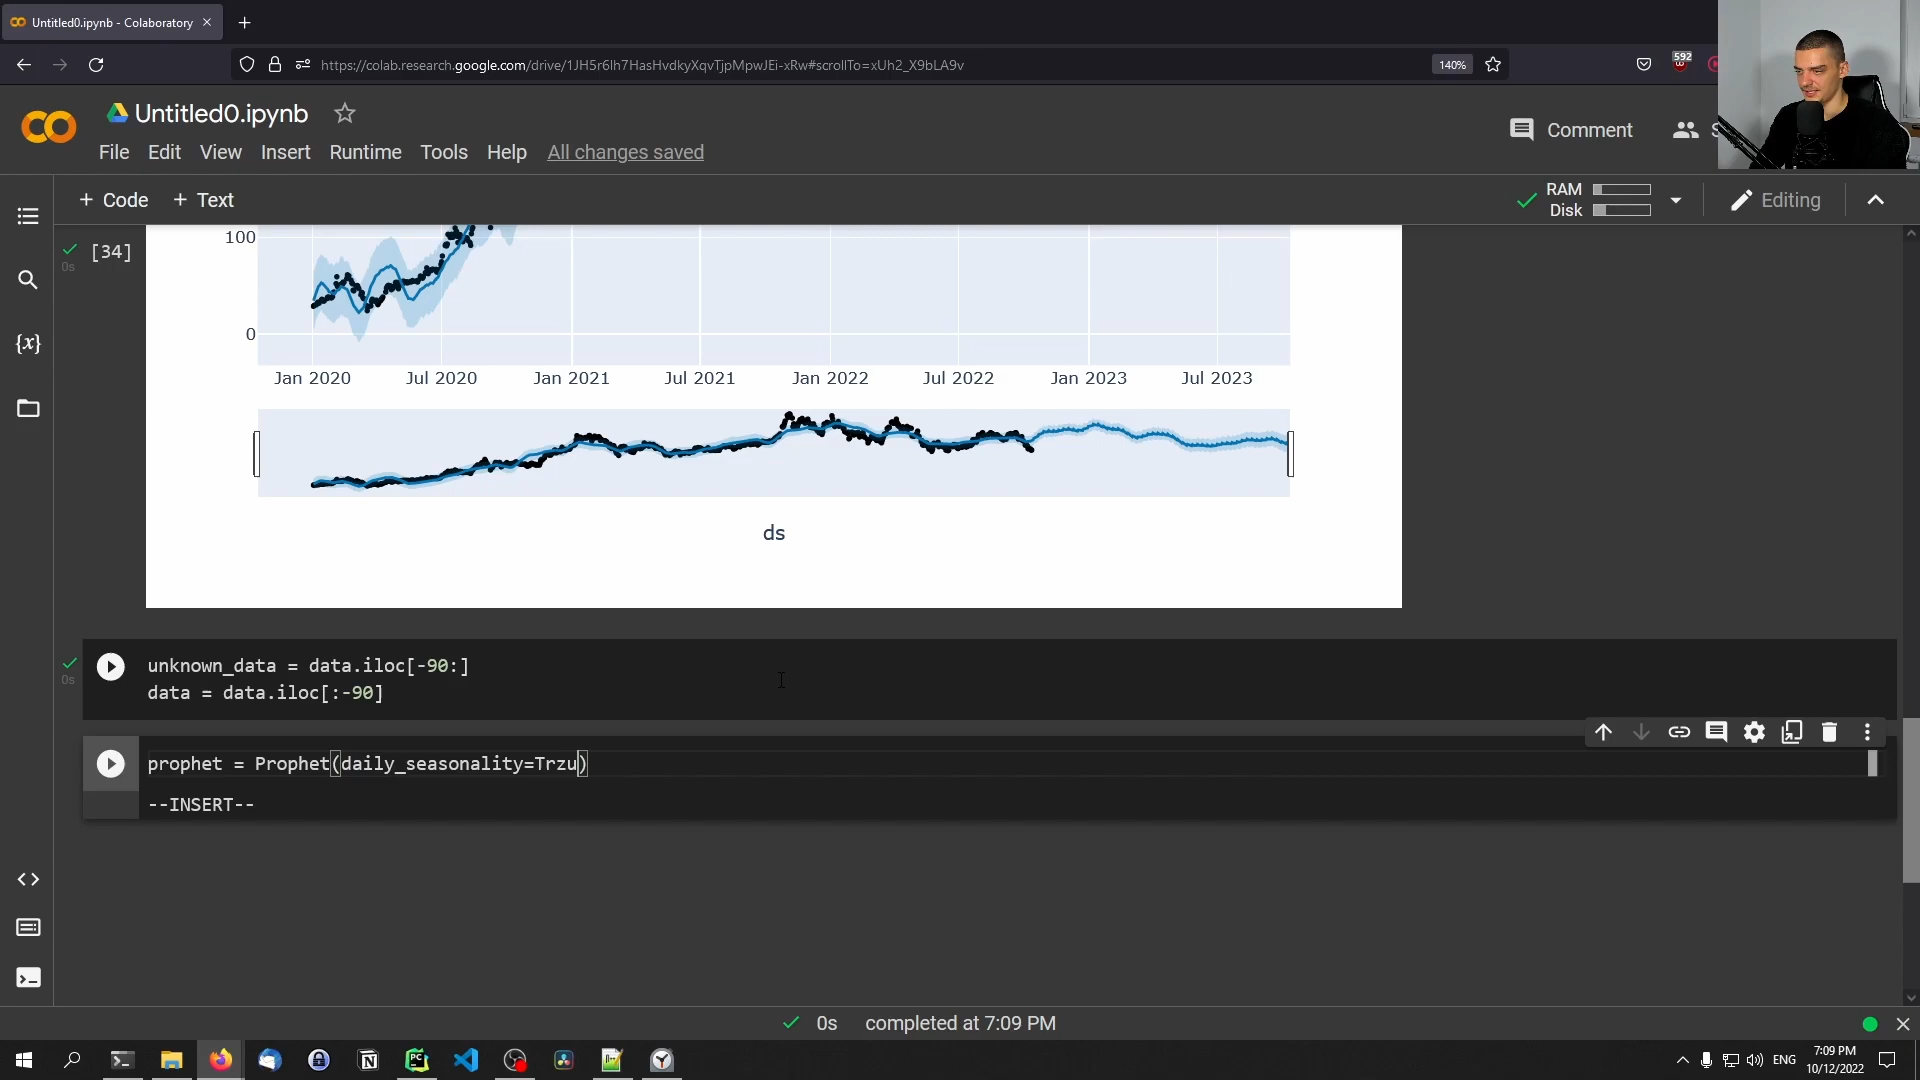 Untitled0.ipynb - Colaboratory
https://colab.research.google.com/drive/1JH5r6lh7HasHvdkyXqvTjpMpwJEi-xRw#scrollTo=xUh2_X9bLA9v
140%
592
Untitled0.ipynb
File Edit View Insert Runtime Tools Help All changes saved
Comment
S
+ Code + Text
RAM
Disk
Editing
[34]
0s
100
0
Jan 2020 Jul 2020 Jan 2021 Jul 2021 Jan 2022 Jul 2022 Jan 2023 Jul 2023
ds
0s
unknown_data = data.iloc[-90:]
data = data.iloc[:-90]
prophet = Prophet(daily_seasonality=Trzu)
--INSERT--
0s completed at 7:09 PM
ENG
7:09 PM
10/12/2022